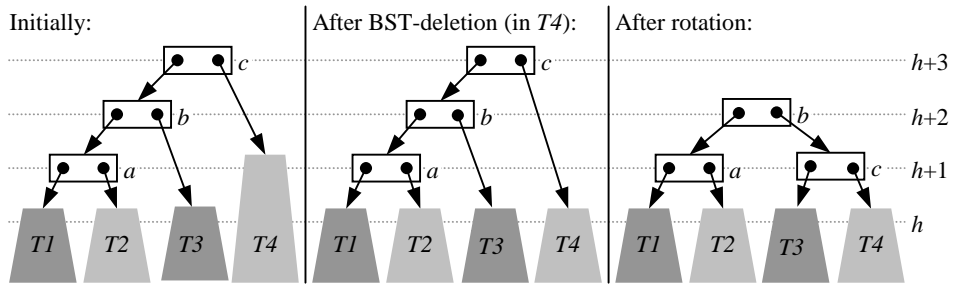 Initially:
After BST-deletion (in T4):
After rotation:
c
c
h+3
b
b
b
h+2
a
a
a
c
h+1
h
T1 T2 T3 T4
T1 T2 T3 T4
T1 T2 T3 T4